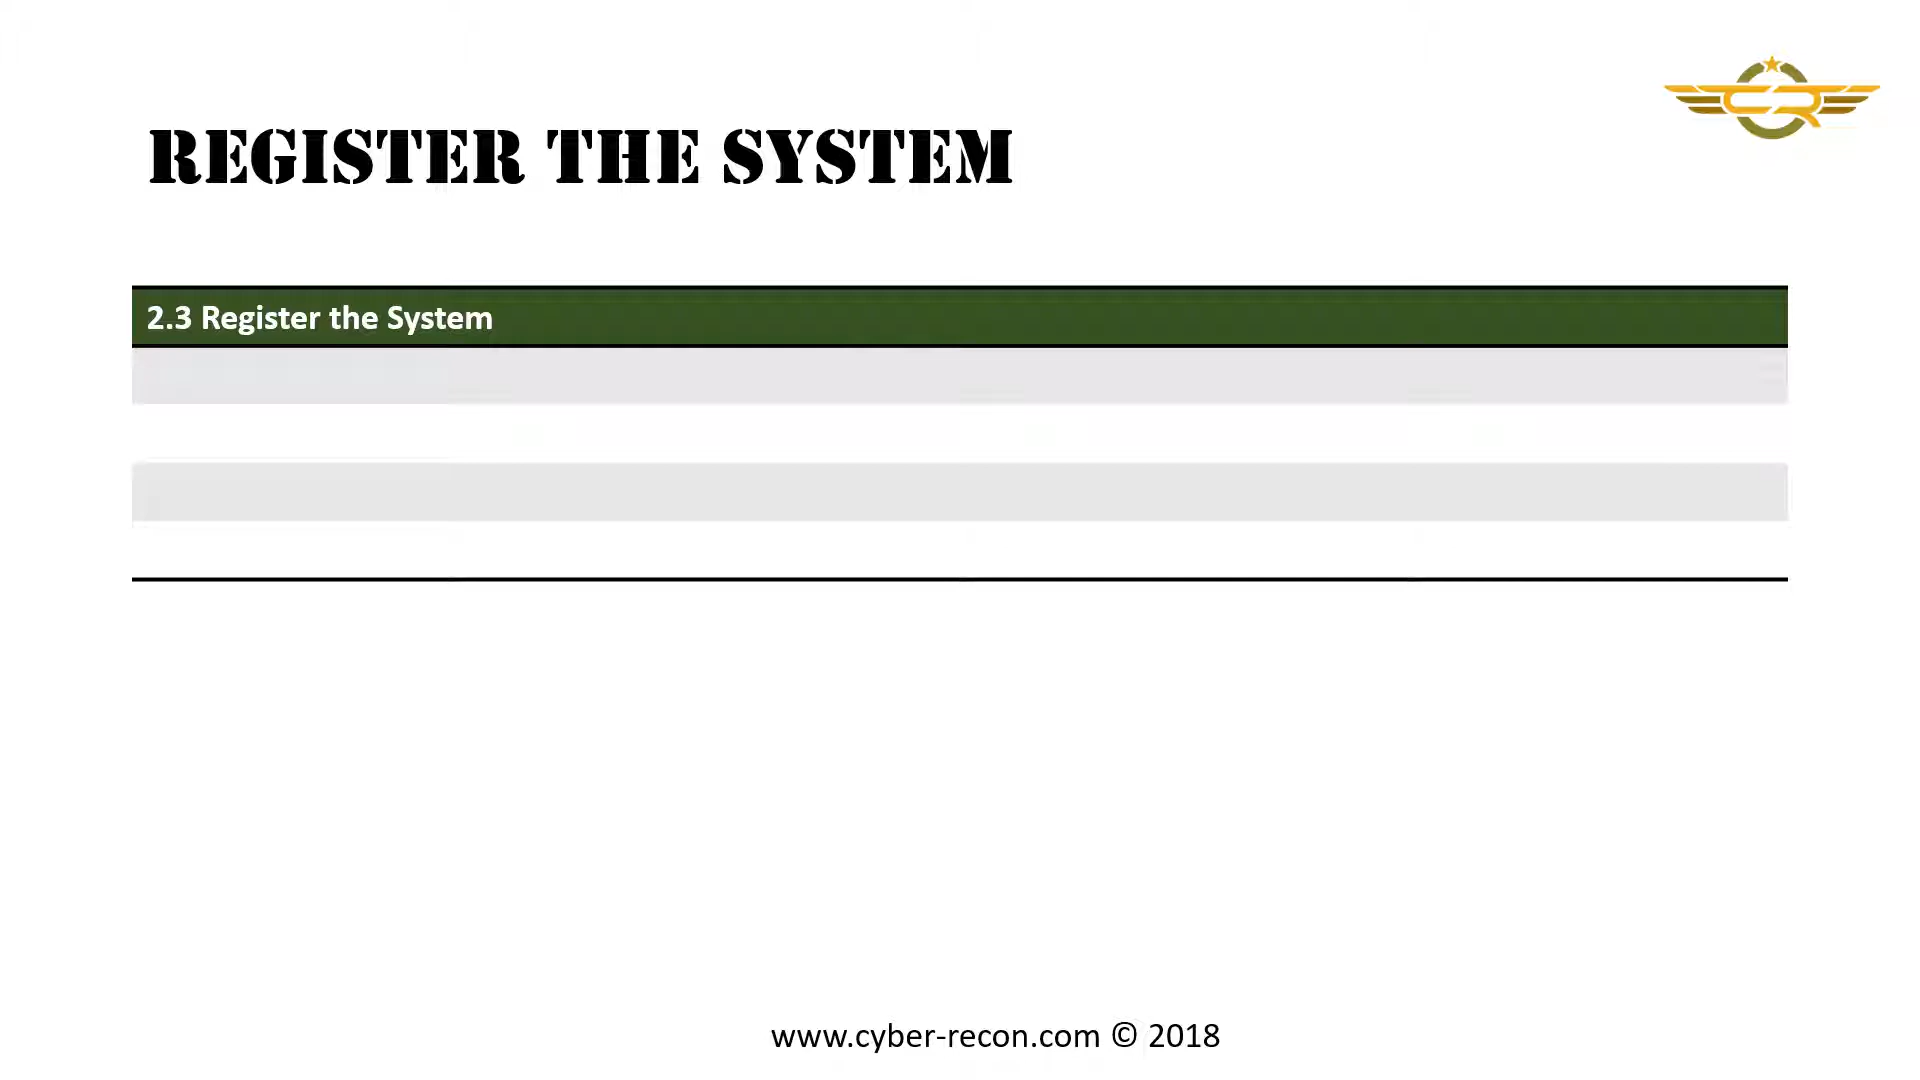 REGISTER THE SYSTEM
2.3 Register the System
www.cyber-recon.com © 2018